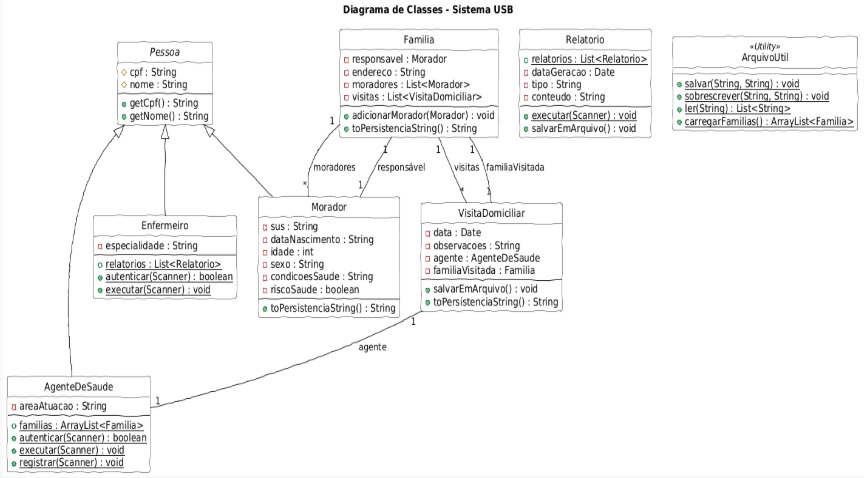 Diagrama de Classes - Sistema USB
Pessoa
cpf : String
nome : String
getCpf() : String
getNome() : String
Familia
responsavel : Morador
endereco : String
moradores : List<Morador>
visitas : List<VisitaDomiciliar>
adicionarMorador(Morador) : void
toPersistenciaString() : String
Relatorio
relatorios : List<Relatorio>
dataGeracao : Date
tipo : String
conteudo : String
executar(Scanner) : void
salvarEmArquivo() : void
«Utility»
ArquivoUtil
salvar(String, String) : void
sobrescrever(String, String) : void
ler(String) : List<String>
carregarFamilias() : ArrayList<Familia>
1
1
1
1
moradores
responsável
visitas
familiaVisitada
*
1
*
1
Enfermeiro
especialidade : String
relatorios : List<Relatorio>
autenticar(Scanner) : boolean
executar(Scanner) : void
Morador
sus : String
dataNascimento : String
idade : int
sexo : String
condicoesSaude : String
riscoSaude : boolean
toPersistenciaString() : String
VisitaDomiciliar
data : Date
observacoes : String
agente : AgenteDeSaude
familiaVisitada : Familia
salvarEmArquivo() : void
toPersistenciaString() : String
1
agente
1
AgenteDeSaude
areaAtuacao : String
familias : ArrayList<Familia>
autenticar(Scanner) : boolean
executar(Scanner) : void
registrar(Scanner) : void